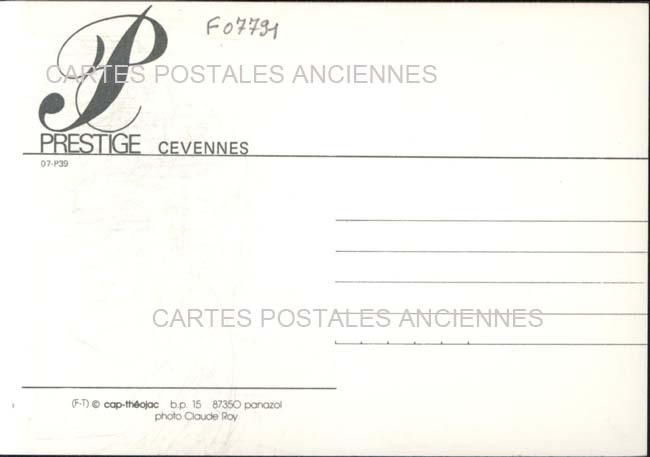 F07791
CARTES POSTALES ANCIENNES
PRESTIGE CEVENNES
07-P39
CARTES POSTALES ANCIENNES
(F-T) © cap-théojac b.p. 15 87350 panazol
photo Claude Roy